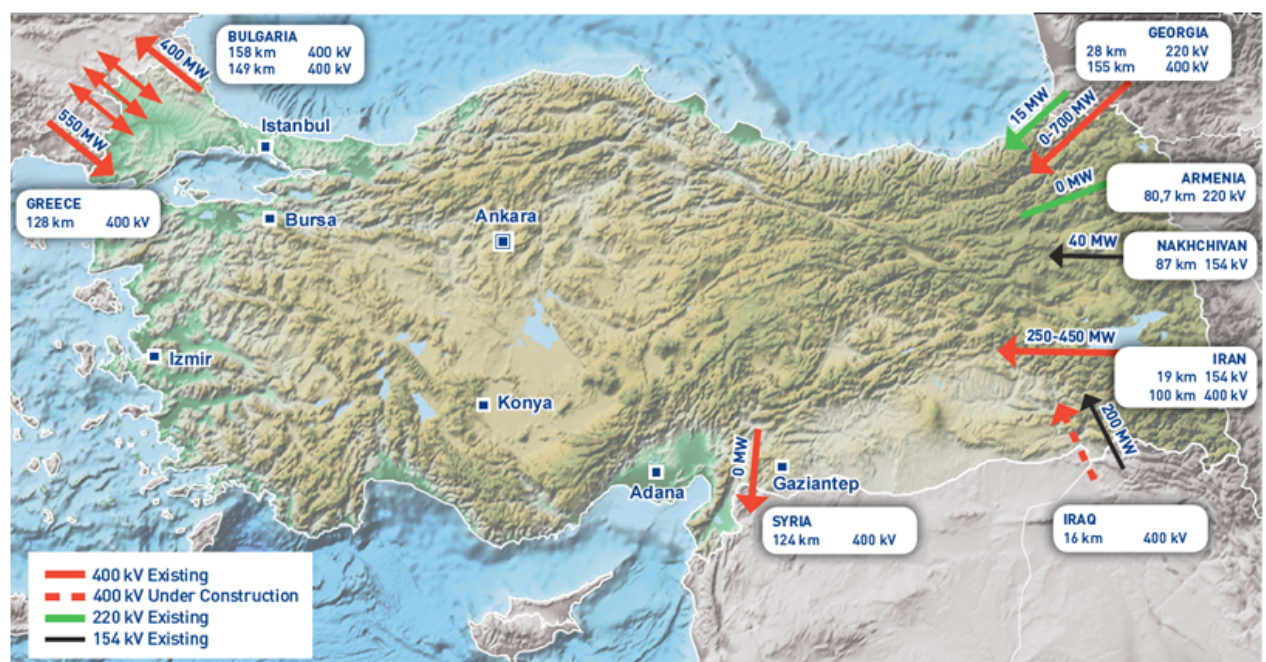 BULGARIA
158 km 400 kV
149 km 400 kV
400 MW
550 MW
GREECE
128 km 400 kV
Istanbul
Bursa
Ankara
Izmir
Konya
Adana
Gaziantep
GEORGIA
28 km 220 kV
155 km 400 kV
15 MW
0-700 MW
0 MW
ARMENIA
80,7 km 220 kV
40 MW
NAKHCHIVAN
87 km 154 kV
250-450 MW
IRAN
19 km 154 kV
100 km 400 kV
200 MW
0 MW
SYRIA
124 km 400 kV
IRAQ
16 km 400 kV
400 kV Existing
400 kV Under Construction
220 kV Existing
154 kV Existing